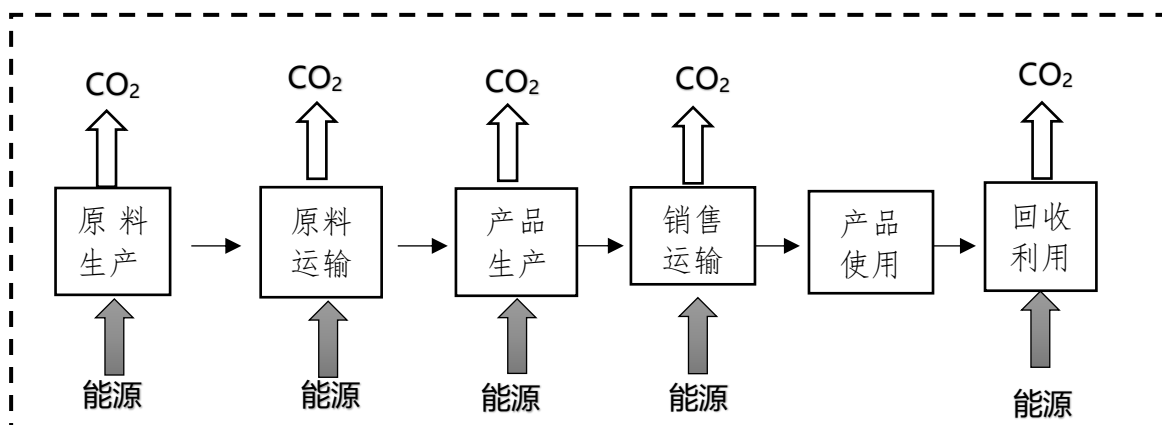 CO₂
CO₂
CO₂
CO₂
CO₂
原 料
生产
原料
运输
产品
生产
销售
运输
产品
使用
回收
利用
能源
能源
能源
能源
能源